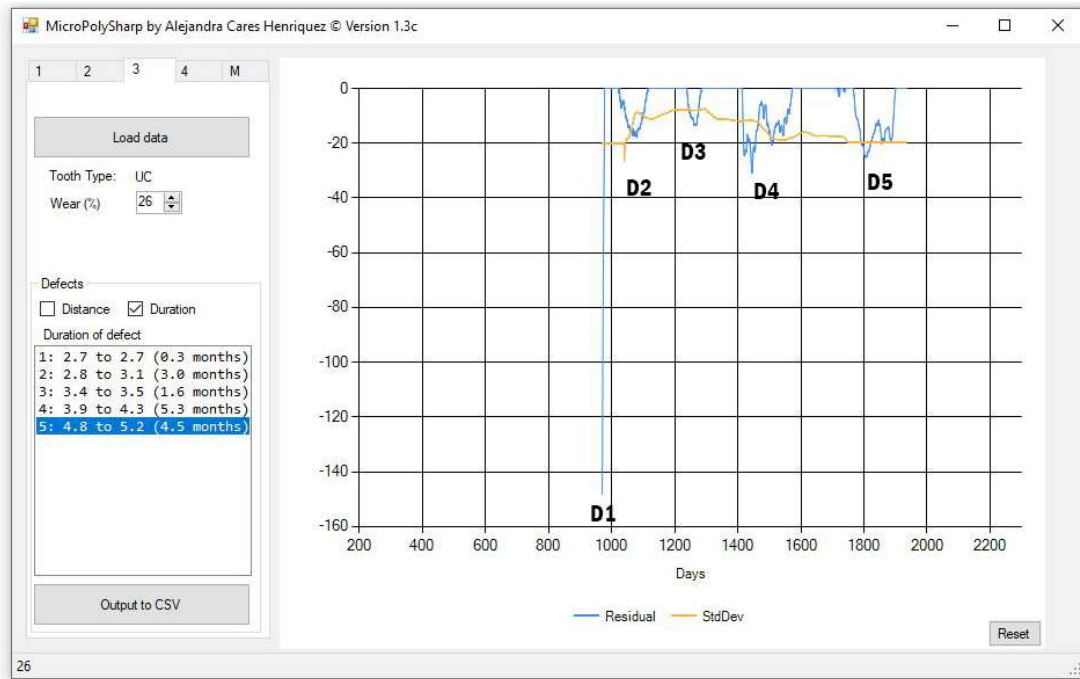 MicroPolySharp by Alejandra Cares Henriquez © Version 1.3c
1 2 3 4 M
Load data
Tooth Type: UC
Wear (%) 26
Defects
Distance Duration
Duration of defect
1: 2.7 to 2.7 (0.3 months)
2: 2.8 to 3.1 (3.0 months)
3: 3.4 to 3.5 (1.6 months)
4: 3.9 to 4.3 (5.3 months)
5: 4.8 to 5.2 (4.5 months)
Output to CSV
0
-20
-40
-60
-80
-100
-120
-140
-160
D1
D2
D3
D4
D5
200 400 600 800 1000 1200 1400 1600 1800 2000 2200
Days
Residual StdDev
Reset
26